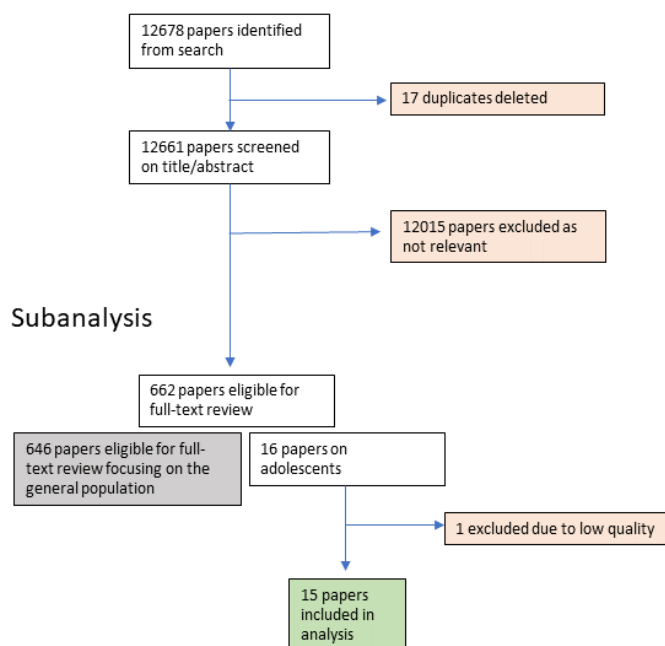 12678 papers identified
from search
17 duplicates deleted
12661 papers screened
on title/abstract
12015 papers excluded as
not relevant
Subanalysis
662 papers eligible for
full-text review
646 papers eligible for full-
text review focusing on the
general population
16 papers on
adolescents
1 excluded due to low quality
15 papers
included in
analysis